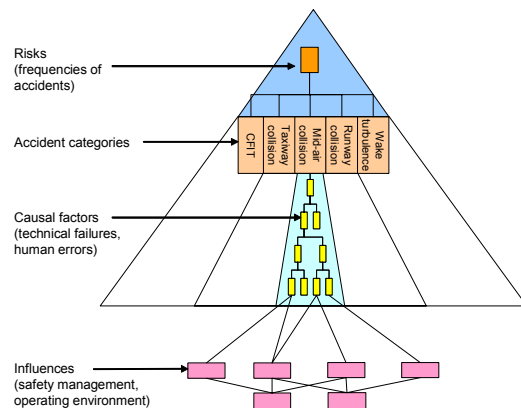 Risks
(frequencies of
accidents)
Accident categories
CFIT
Taxiway
collision
Mid-air
collision
Runway
collision
Wake
turbulence
Causal factors
(technical failures,
human errors)
Influences
(safety management,
operating environment)